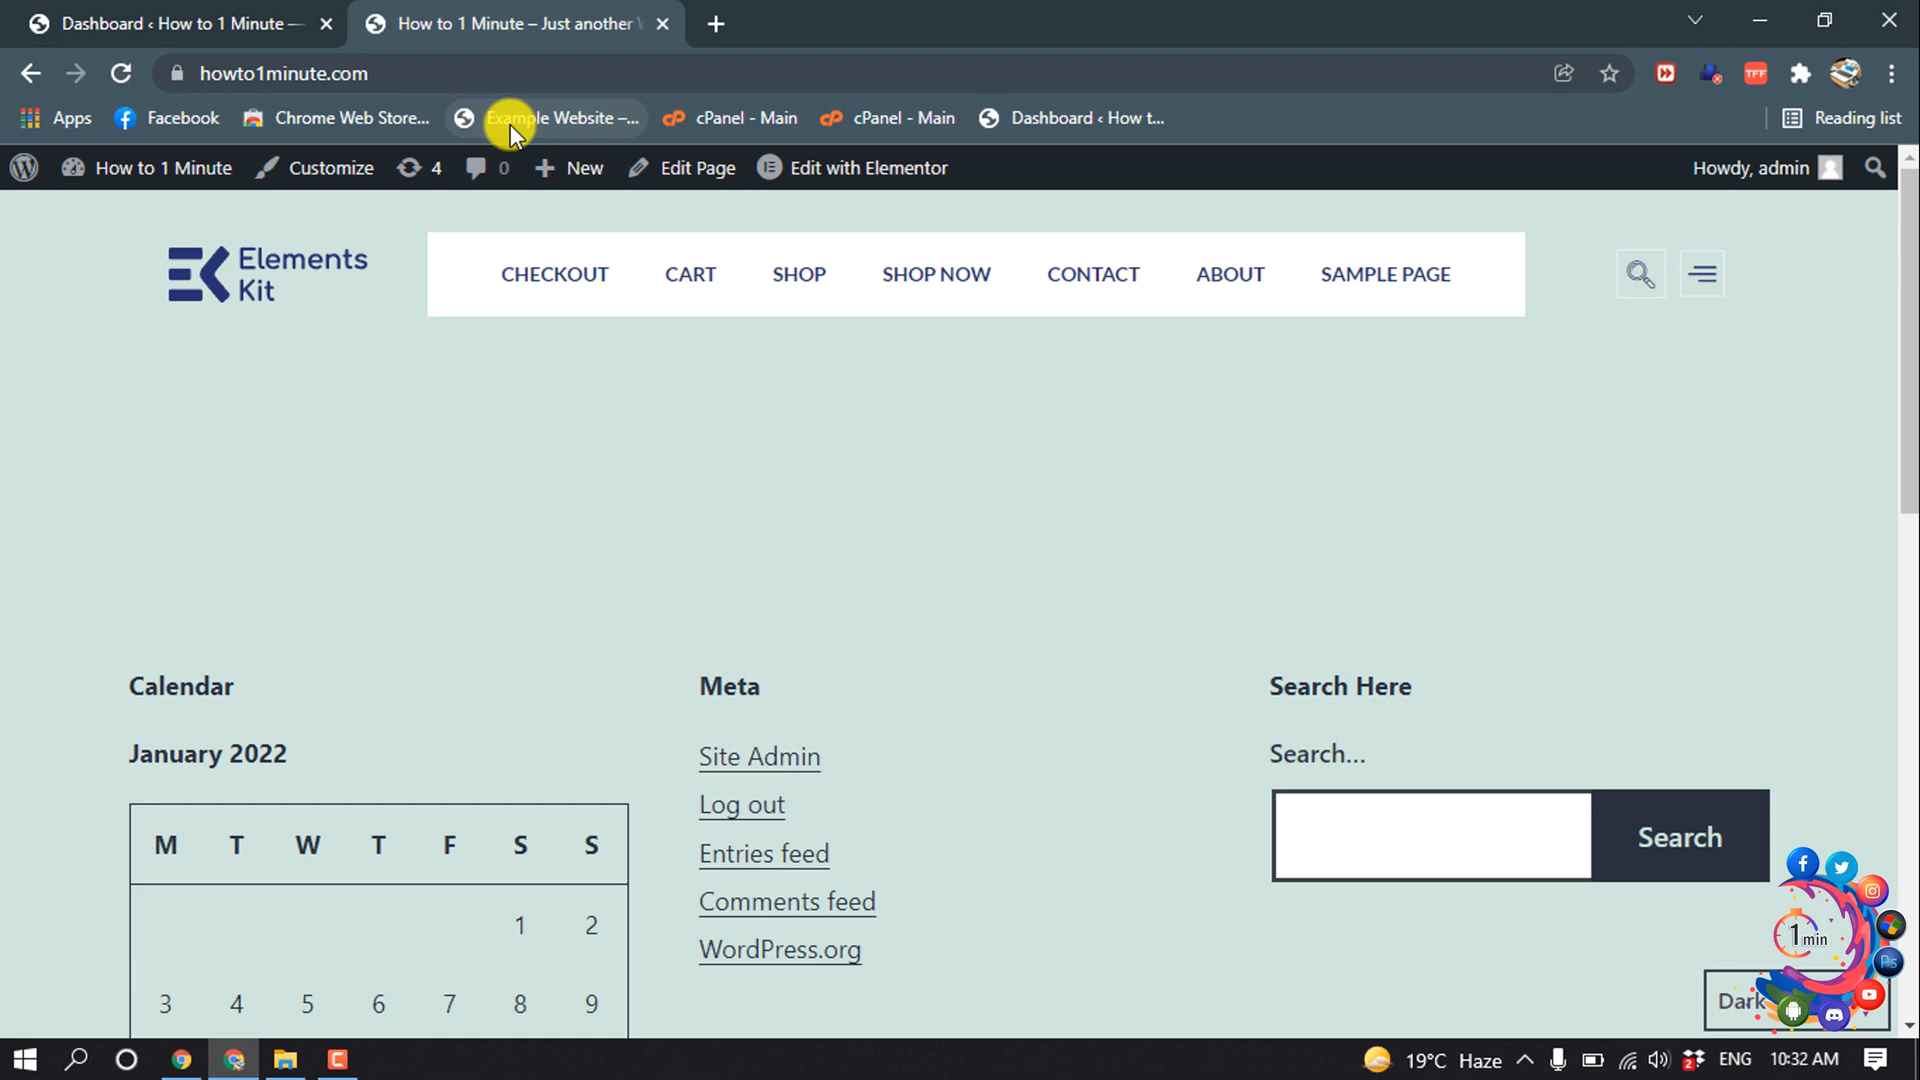 Dashboard ‹ How to 1 Minute —
How to 1 Minute – Just another
howto1minute.com
TFF
Apps
Facebook
Chrome Web Store...
Example Website –...
cPanel - Main
cPanel - Main
Dashboard ‹ How t...
Reading list
How to 1 Minute
Customize
4
0
New
Edit Page
Edit with Elementor
Howdy, admin
Elements
Kit
CHECKOUT
CART
SHOP
SHOP NOW
CONTACT
ABOUT
SAMPLE PAGE
Calendar
Meta
Search Here
January 2022
Site Admin
Log out
Entries feed
Comments feed
WordPress.org
Search...
Search
M T W T F S S
1 2
3 4 5 6 7 8 9
1 min
Ps
Dark
19°C Haze
2
ENG
10:32 AM